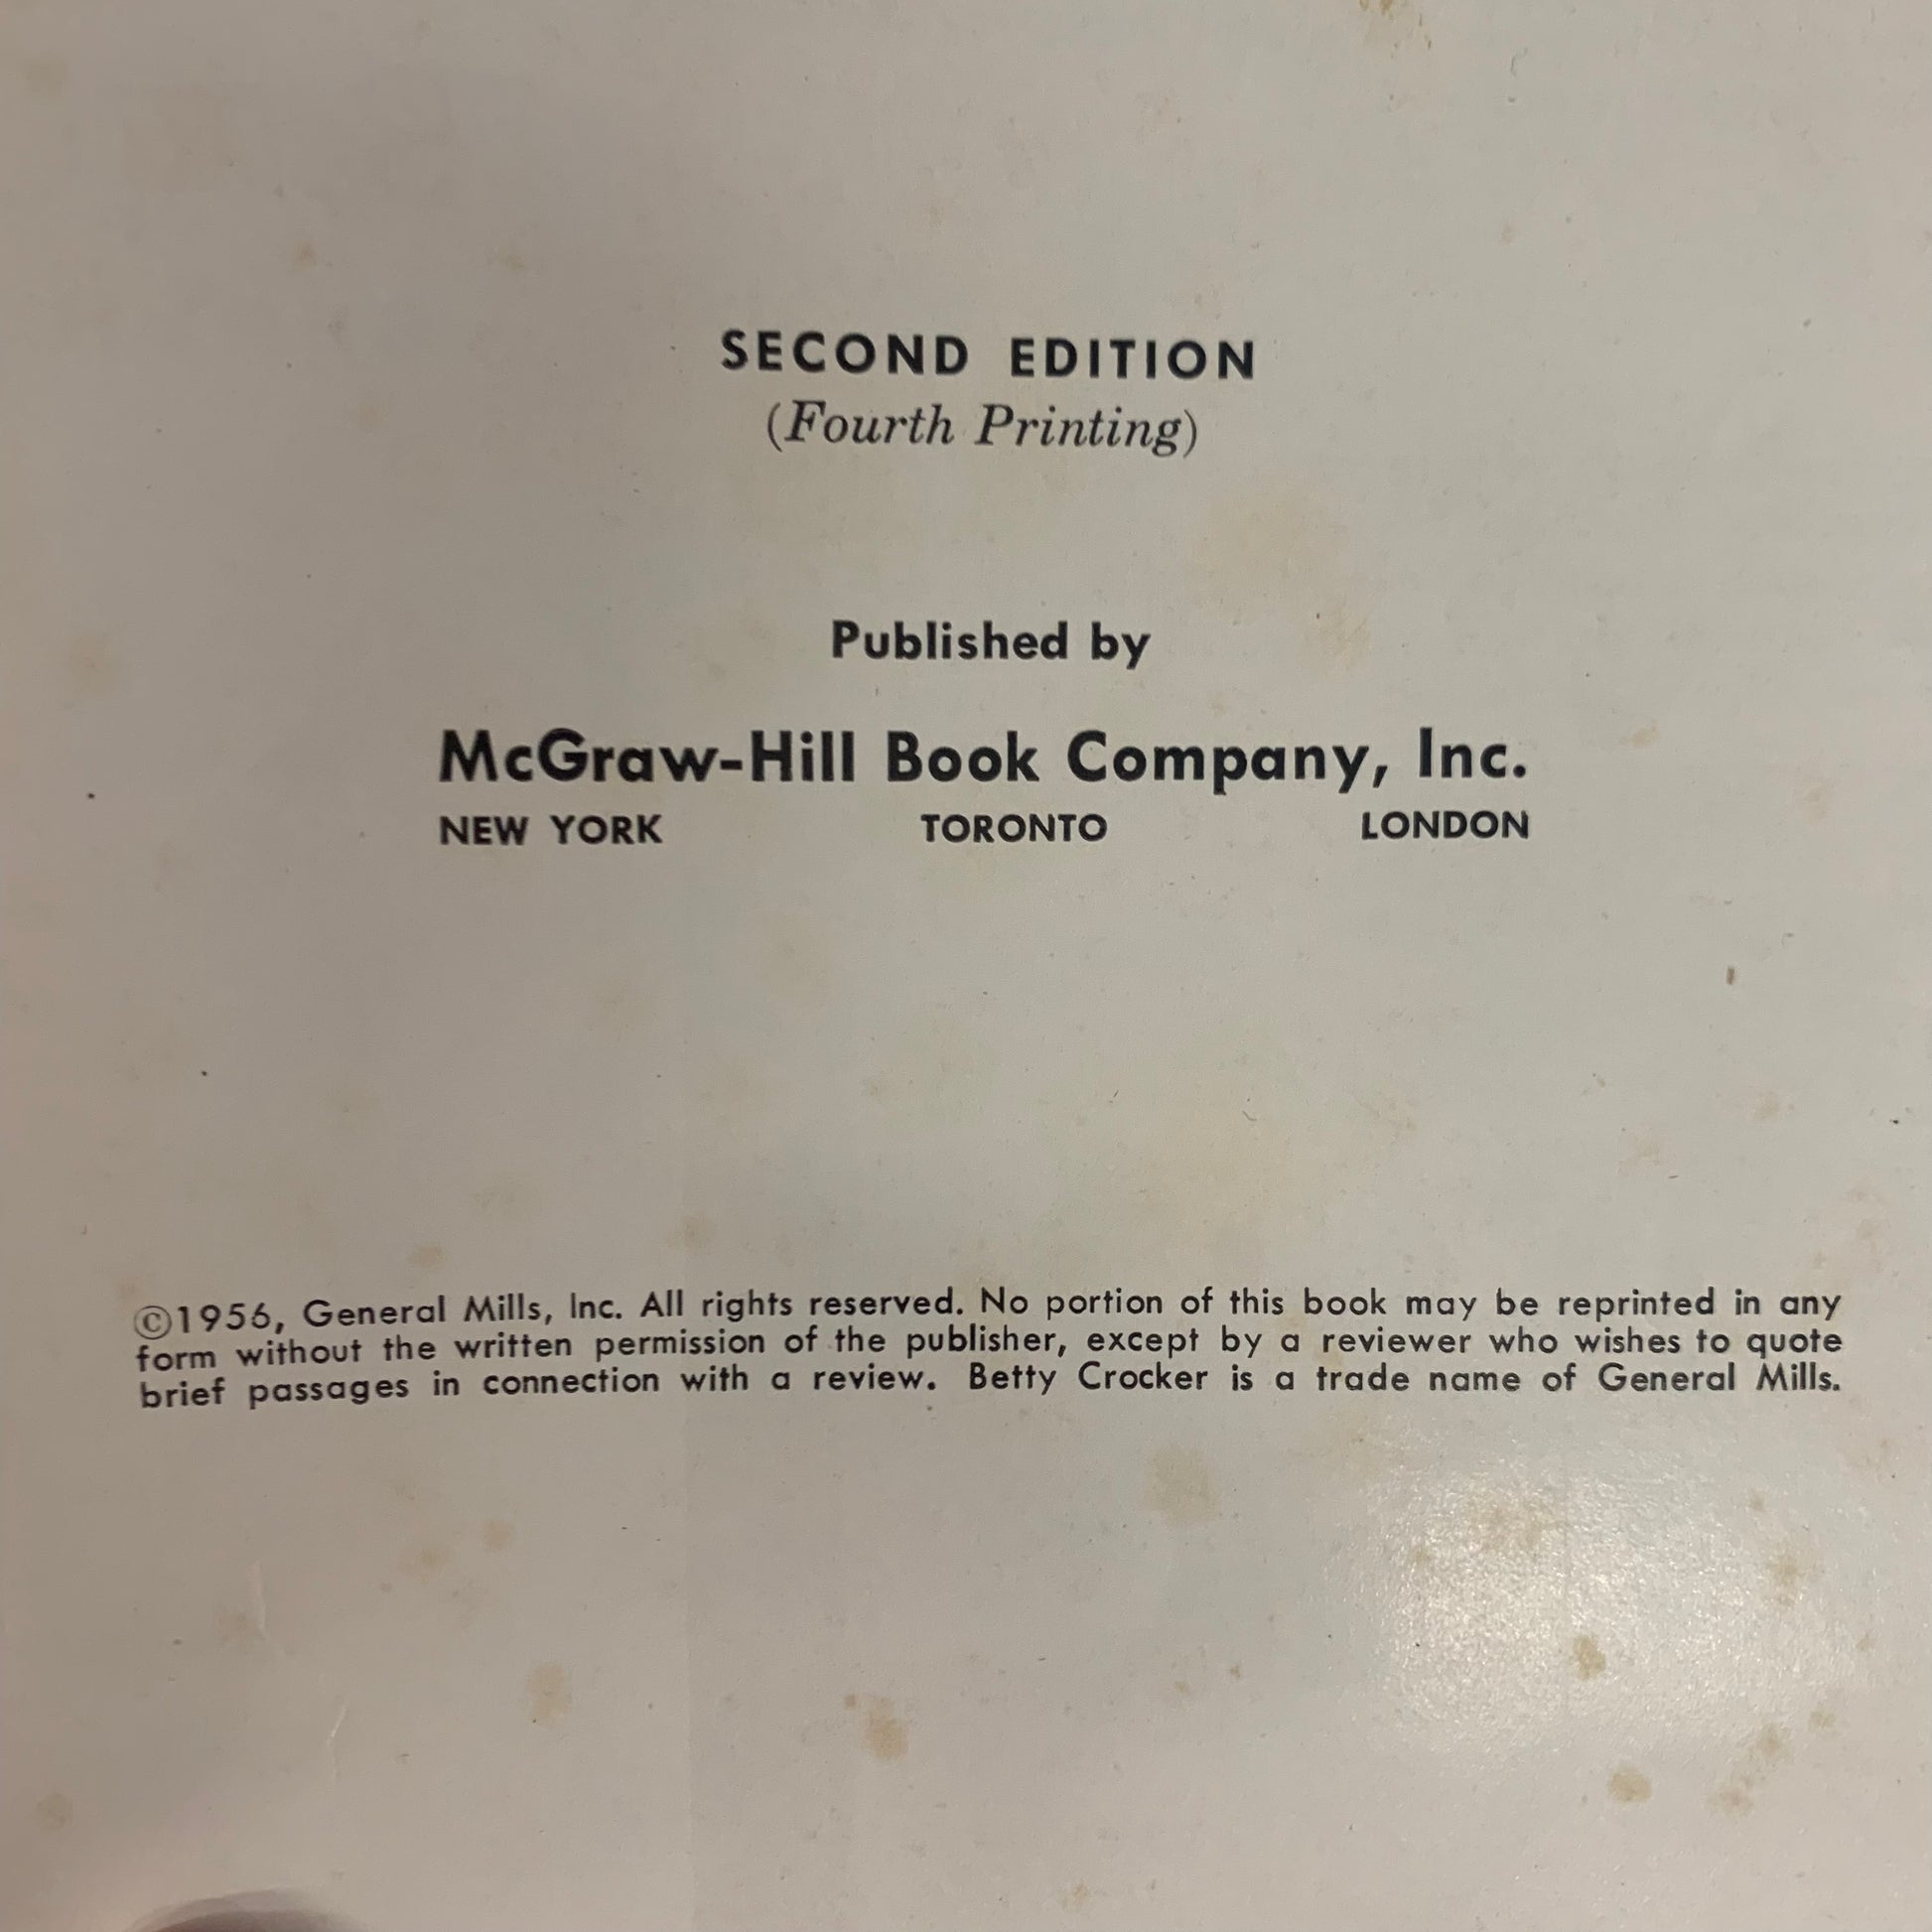 SECOND EDITION
(Fourth Printing)
Published by
McGraw-Hill Book Company, Inc.
NEW YORK TORONTO LONDON
©1956, General Mills, Inc. All rights reserved. No portion of this book may be reprinted in any
form without the written permission of the publisher, except by a reviewer who wishes to quote
brief passages in connection with a review. Betty Crocker is a trade name of General Mills.